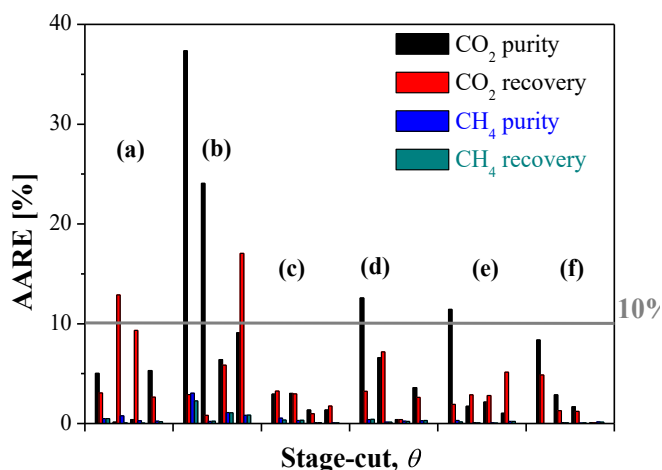 40
30
20
10
0
AARE [%]
CO₂ purity
CO₂ recovery
CH₄ purity
CH₄ recovery
(a)
(b)
(c)
(d)
(e)
(f)
10%
Stage-cut, θ